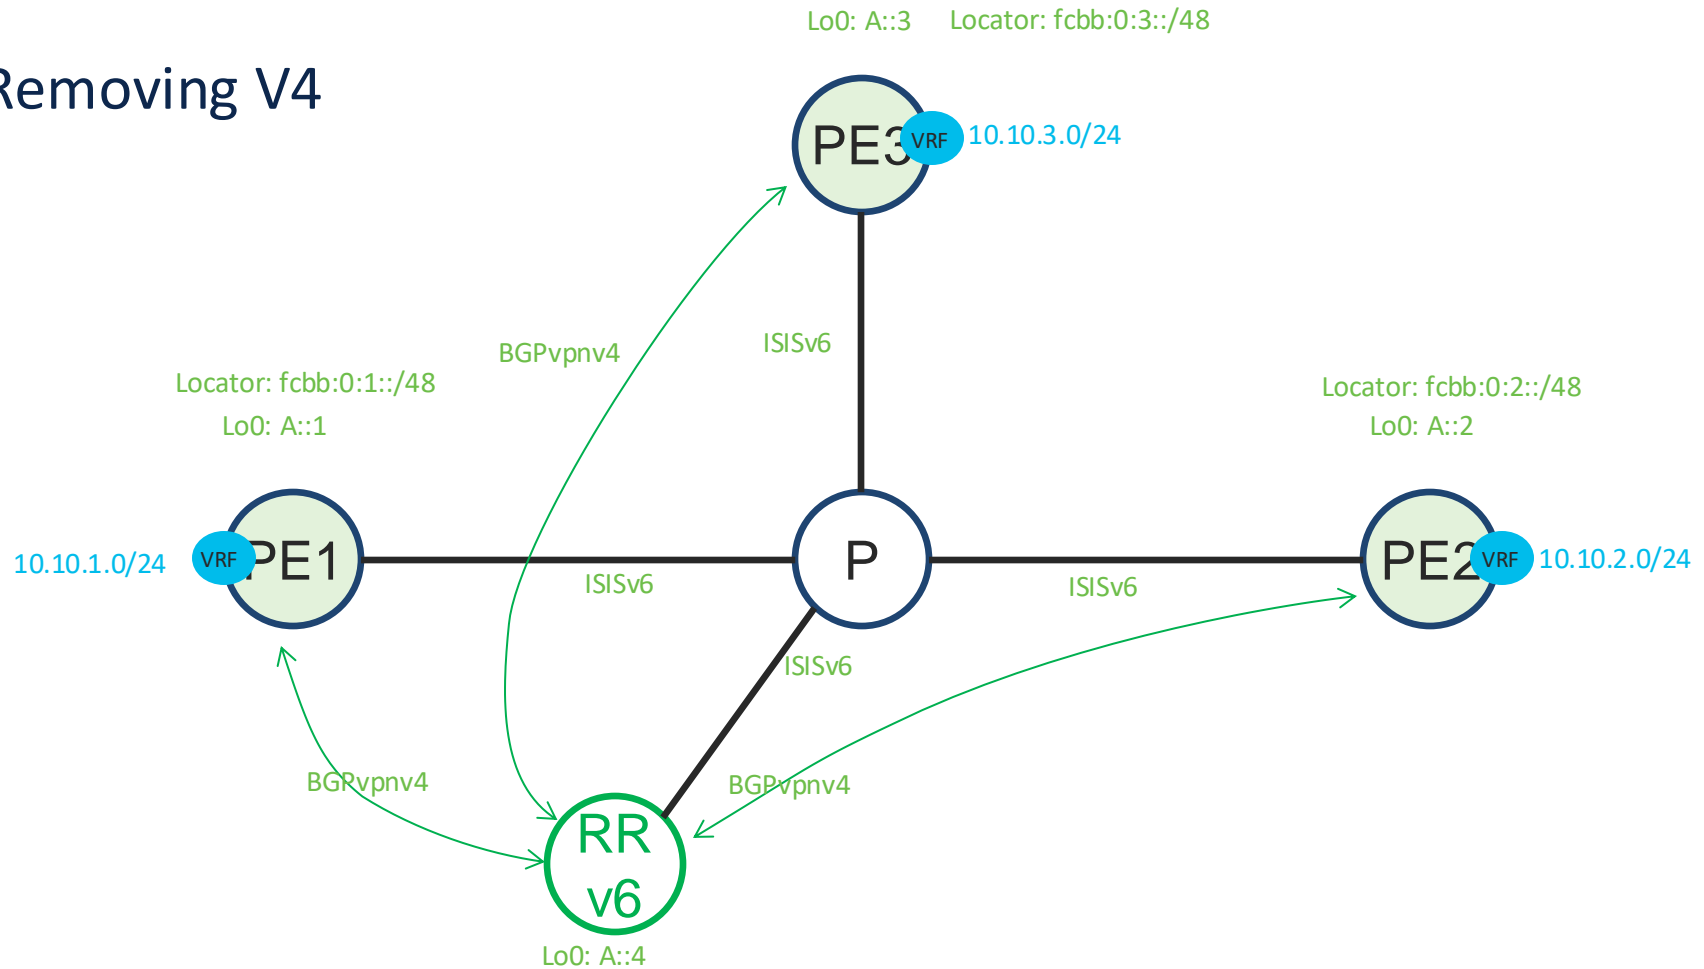 Lo0: A::3 Locator: fcbb:0:3::/48
Removing V4
PE3
VRF
10.10.3.0/24
BGPvpnv4
ISISv6
Locator: fcbb:0:1::/48
Lo0: A::1
Locator: fcbb:0:2::/48
Lo0: A::2
10.10.1.0/24
VRF
PE1
ISISv6
P
ISISv6
PE2
VRF
10.10.2.0/24
ISISv6
BGPvpnv4
BGPvpnv4
RR
v6
Lo0: A::4